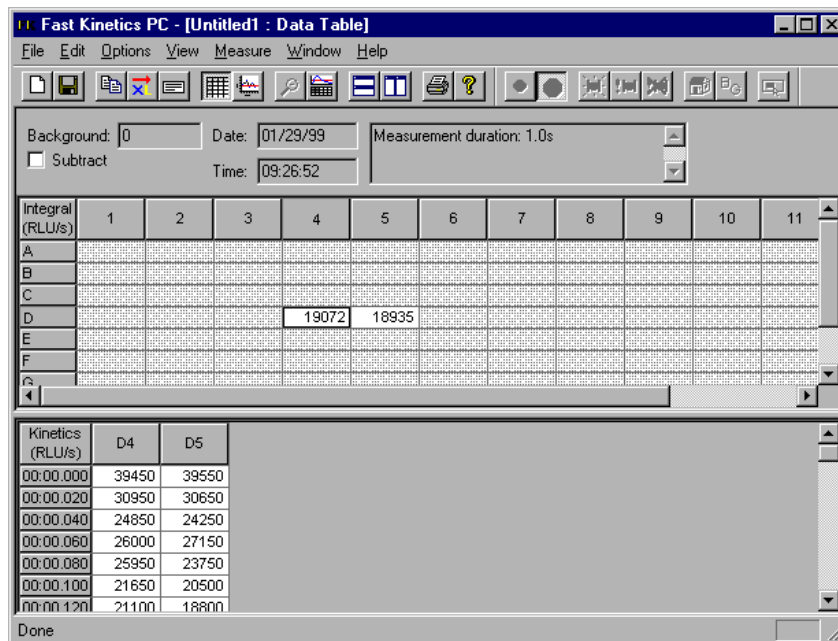 Fast Kinetics PC - [Untitled1 : Data Table]
File Edit Options View Measure Window Help
Background: 0 Date: 01/29/99 Measurement duration: 1.0s
Subtract
Time: 09:26:52
Integral (RLU/s) 1 2 3 4 5 6 7 8 9 10 11
A
B
C
D 19072 18935
E
F
G
Kinetics (RLU/s) D4 D5
00:00.000 39450 39550
00:00.020 30950 30650
00:00.040 24850 24250
00:00.060 26000 27150
00:00.080 25950 23750
00:00.100 21650 20500
00:00.120 21100 18800
Done